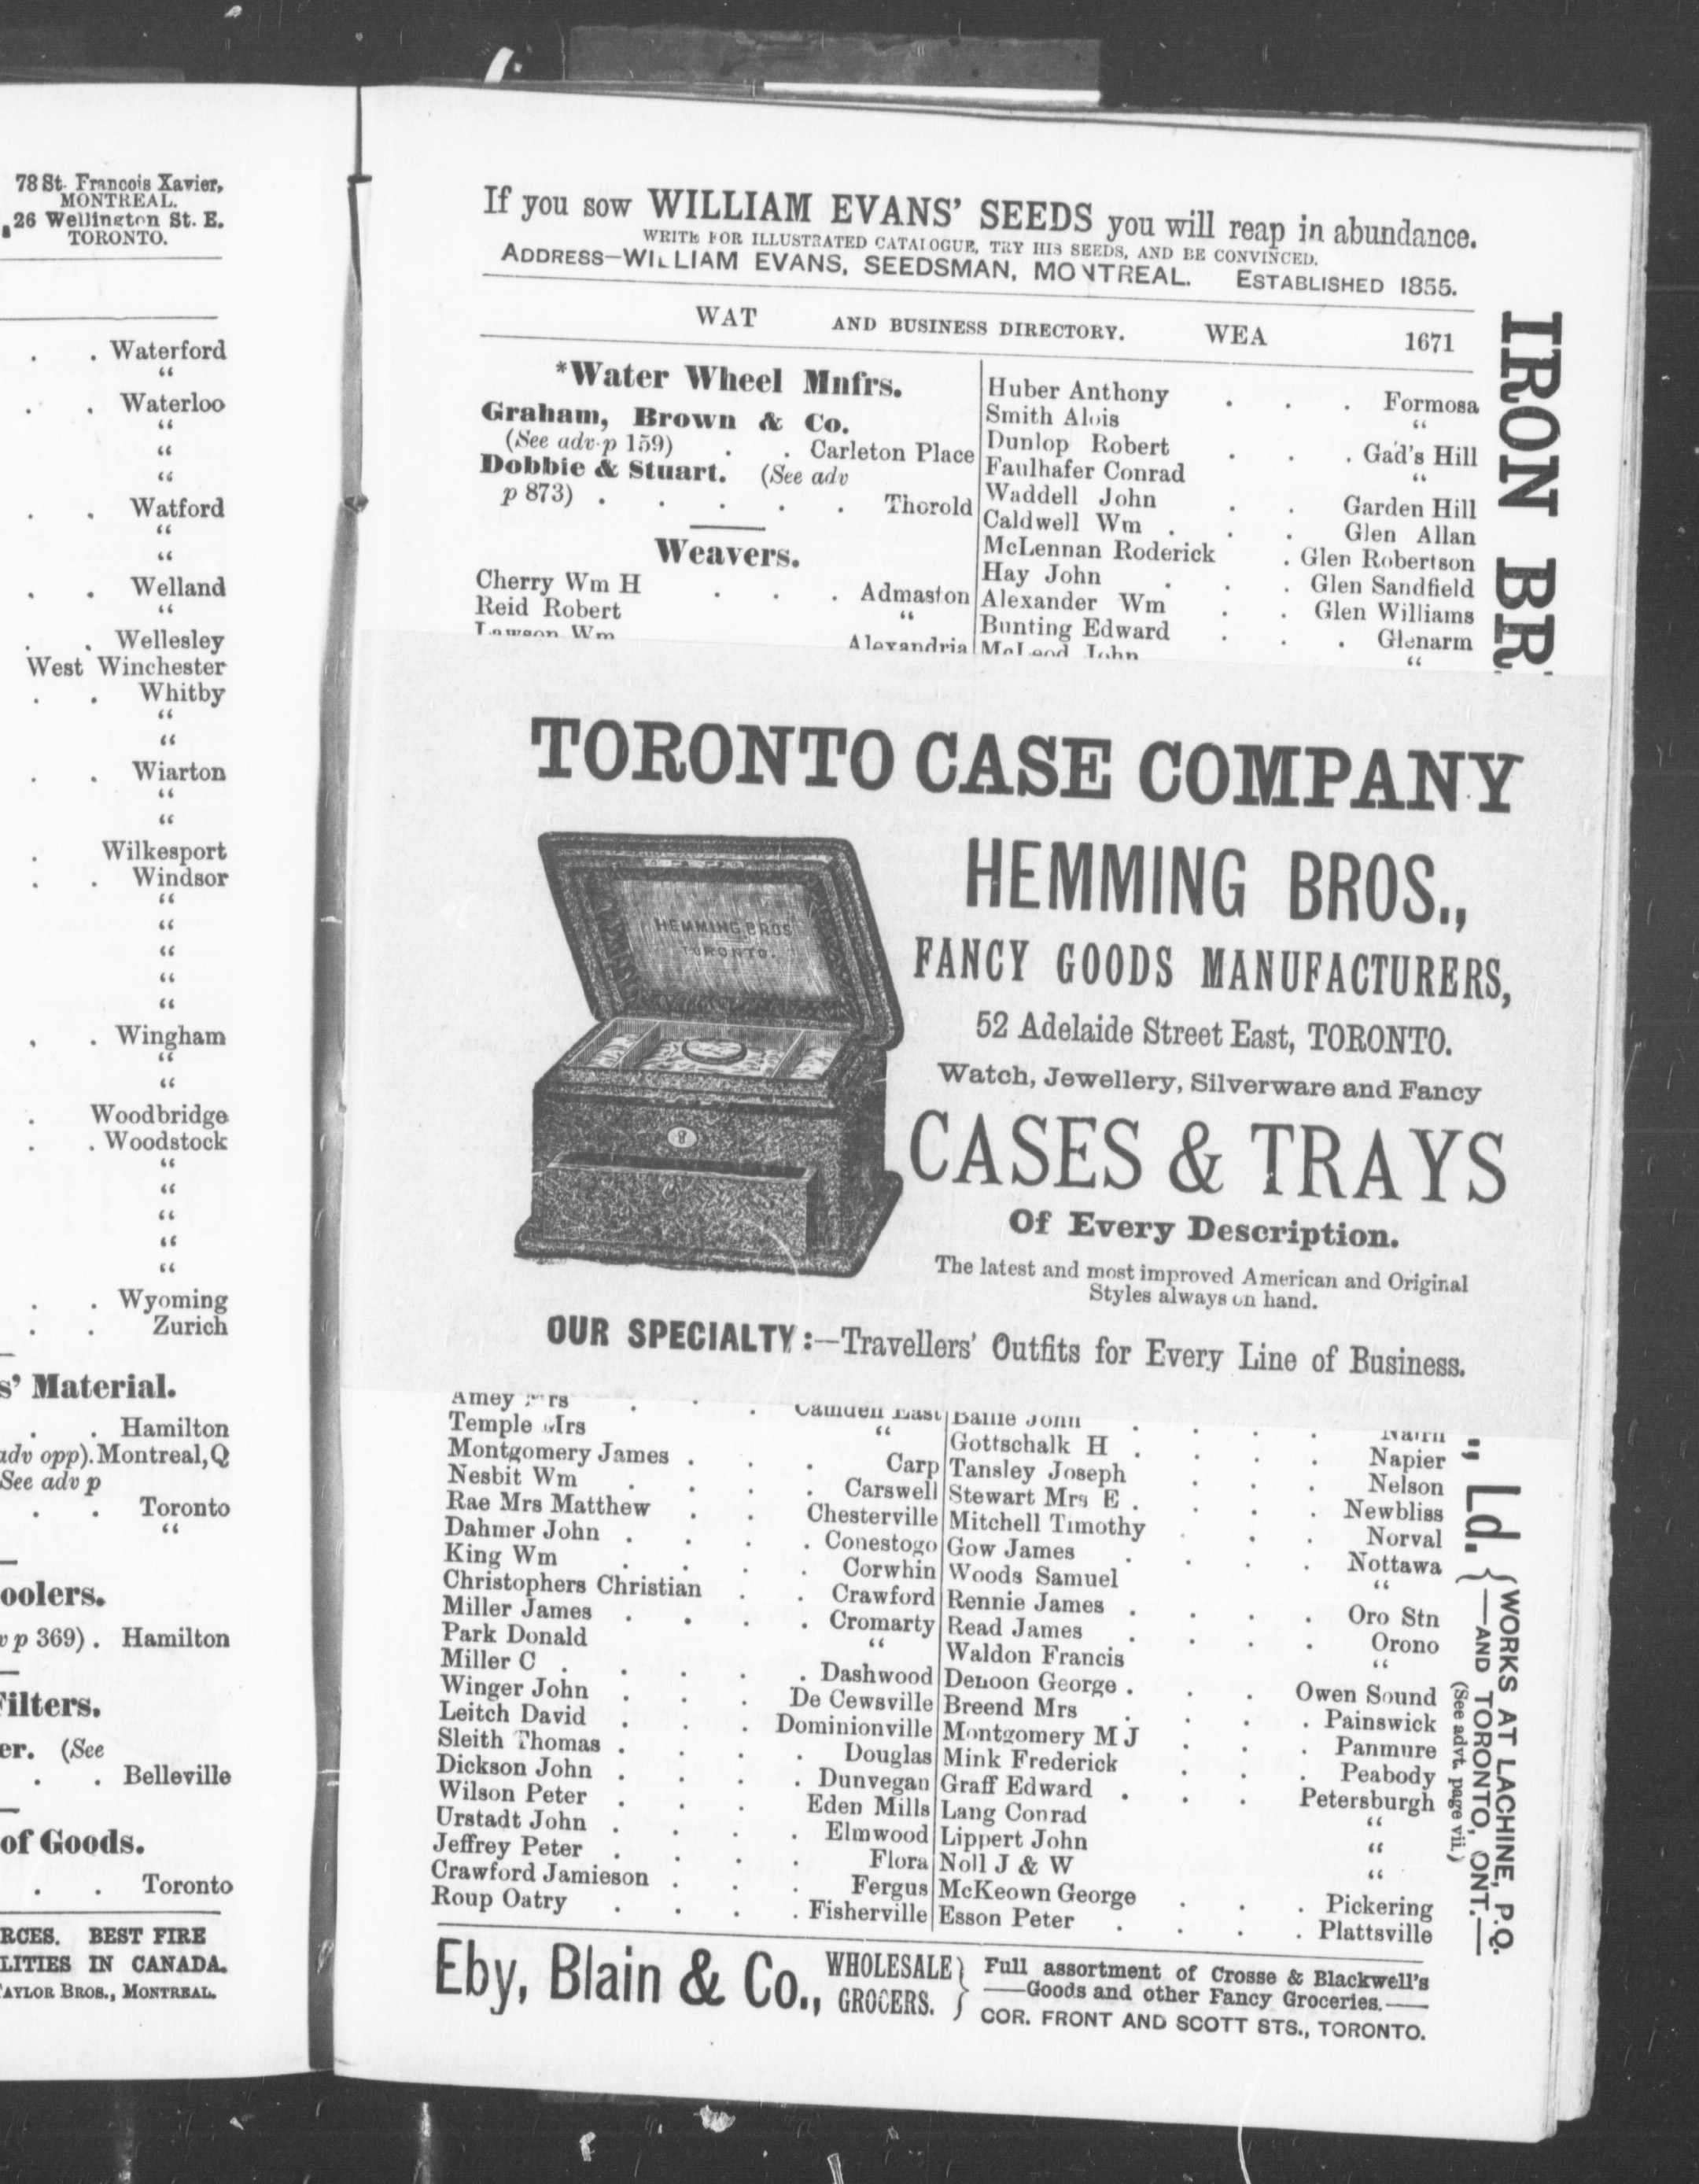 78 St. Francois Xavier,
MONTREAL.
26 Wellington St. E.
TORONTO.
. . Waterford
“
. . Waterloo
“
“
“
. . Watford
“
“
. . Welland
“
. . Wellesley
West Winchester
. . Whitby
“
“
. . Wiarton
“
“
. Wilkesport
. . Windsor
“
“
“
“
“
. . Wingham
“
“
. Woodbridge
. . Woodstock
“
“
“
“
“
. . Wyoming
. . Zurich
s’ Material.
. . Hamilton
adv opp). Montreal, Q
See adv p
. . Toronto
“
oolers.
v p 369) . Hamilton
ilters.
er. (See
. . Belleville
of Goods.
. . Toronto
RCES. BEST FIRE
LITIES IN CANADA.
TAYLOR BROS., MONTREAL.
If you sow WILLIAM EVANS’ SEEDS you will reap in abundance.
WRITE FOR ILLUSTRATED CATALOGUE, TRY HIS SEEDS, AND BE CONVINCED.
ADDRESS—WILLIAM EVANS, SEEDSMAN, MONTREAL. ESTABLISHED 1855.
WAT AND BUSINESS DIRECTORY. WEA 1671
*Water Wheel Mnfrs.
Graham, Brown & Co.
(See adv p 159) . . Carleton Place
Dobbie & Stuart. (See adv
p 873) . . . . . Thorold
Weavers.
Cherry Wm H . . . Admaston
Reid Robert “
Lawson Wm Alexandria
Huber Anthony . . . Formosa
Smith Alois “
Dunlop Robert . . . Gad’s Hill
Faulhafer Conrad “
Waddell John . . Garden Hill
Caldwell Wm . . . Glen Allan
McLennan Roderick . Glen Robertson
Hay John . . . Glen Sandfield
Alexander Wm . . Glen Williams
Bunting Edward . . . Glenarm
McLeod John “
TORONTO CASE COMPANY
HEMMING BROS
TORONTO.
HEMMING BROS.,
FANCY GOODS MANUFACTURERS,
52 Adelaide Street East, TORONTO.
Watch, Jewellery, Silverware and Fancy
CASES & TRAYS
Of Every Description.
The latest and most improved American and Original
Styles always on hand.
OUR SPECIALTY:—Travellers’ Outfits for Every Line of Business.
Amey Mrs . . . Camden East
Temple Mrs “
Montgomery James . . . Carp
Nesbit Wm . . . . Carswell
Rae Mrs Matthew . . Chesterville
Dahmer John . . . . Conestogo
King Wm . . . Corwhin
Christophers Christian . . Crawford
Miller James . . . . Cromarty
Park Donald “
Miller C . . . . . Dashwood
Winger John . . . De Cewsville
Leitch David . . . Dominionville
Sleith Thomas . . . . Douglas
Dickson John . . . . Dunvegan
Wilson Peter . . . Eden Mills
Urstadt John . . . . Elmwood
Jeffrey Peter . . . . Flora
Crawford Jamieson . . . Fergus
Roup Oatry . . . . Fisherville
Baille John . . . . Nairn
Gottschalk H . . . . Napier
Tansley Joseph . . . Nelson
Stewart Mrs E . . . . Newbliss
Mitchell Timothy . . . Norval
Gow James . . . Nottawa
Woods Samuel “
Rennie James . . . . Oro Stn
Read James . . . . Orono
Waldon Francis “
Denoon George . . . Owen Sound
Breend Mrs . . . . Painswick
Montgomery M J . . . Panmure
Mink Frederick . . . Peabody
Graff Edward . . . Petersburgh
Lang Conrad “
Lippert John “
Noll J & W “
McKeown George . . . Pickering
Esson Peter . . . . Plattsville
Eby, Blain & Co., WHOLESALE GROCERS.
Full assortment of Crosse & Blackwell’s
—Goods and other Fancy Groceries.—
COR. FRONT AND SCOTT STS., TORONTO.
IRON BR
,, Ld.
WORKS AT LACHINE, P.Q.
—AND TORONTO, ONT.—
(See advt. page vii.)